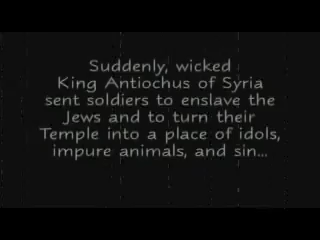 Suddenly, wicked
King Antiochus of Syria
sent soldiers to enslave the
Jews and to turn their
Temple into a place of idols,
impure animals, and sin...